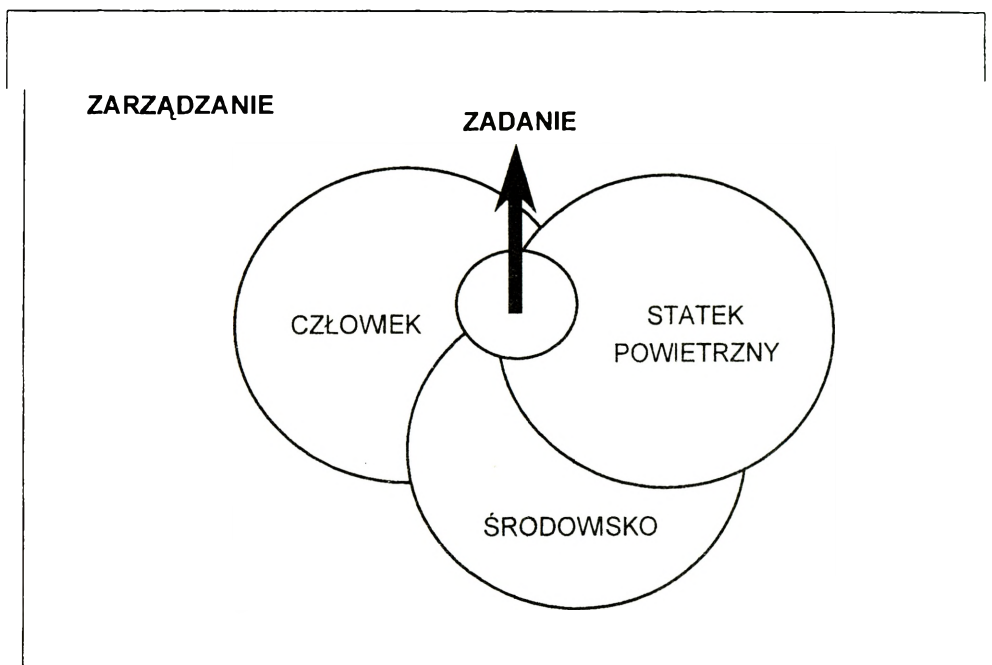 ZARZĄDZANIE
ZADANIE
CZŁOWIEK
STATEK
POWIETRZNY
ŚRODOWISKO